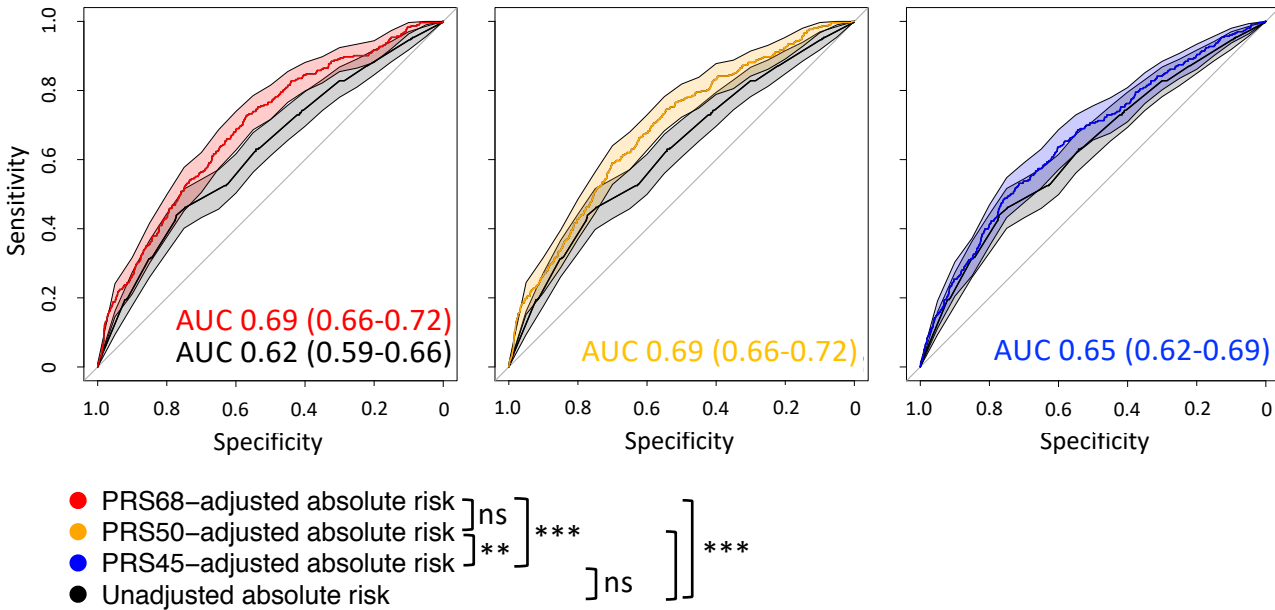 1.0
0.8
0.6
0.4
0.2
0
Sensitivity
AUC 0.69 (0.66-0.72)
AUC 0.62 (0.59-0.66)
1.0 0.8 0.6 0.4 0.2 0
Specificity
AUC 0.69 (0.66-0.72)
1.0 0.8 0.6 0.4 0.2 0
Specificity
AUC 0.65 (0.62-0.69)
1.0 0.8 0.6 0.4 0.2 0
Specificity
PRS68−adjusted absolute risk
PRS50−adjusted absolute risk
PRS45−adjusted absolute risk
Unadjusted absolute risk
ns
**
***
ns
***